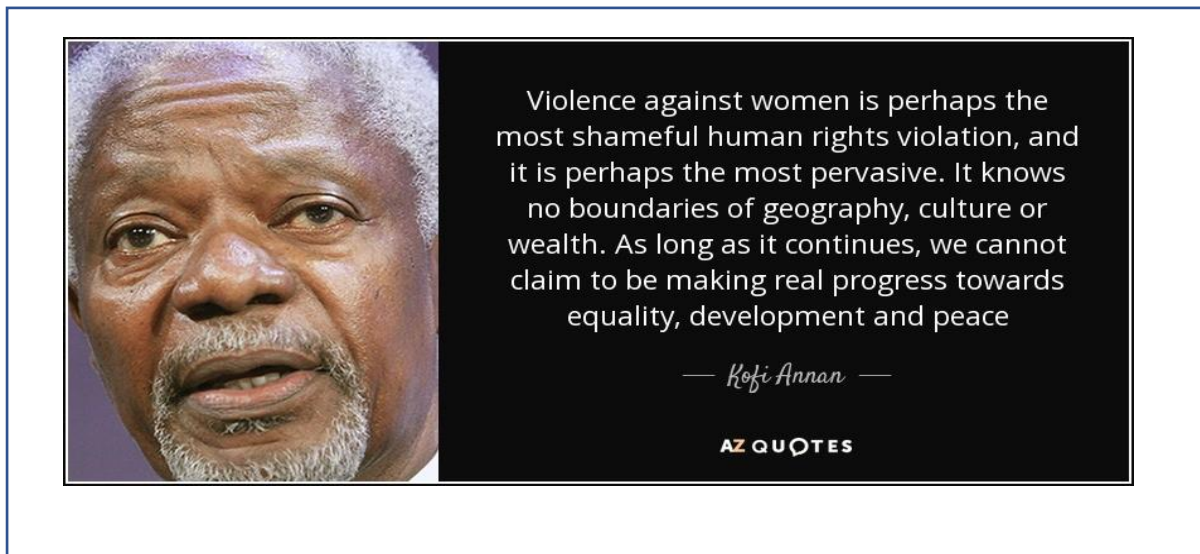 Violence against women is perhaps the
most shameful human rights violation, and
it is perhaps the most pervasive. It knows
no boundaries of geography, culture or
wealth. As long as it continues, we cannot
claim to be making real progress towards
equality, development and peace
Kofi Annan
AZ QUOTES